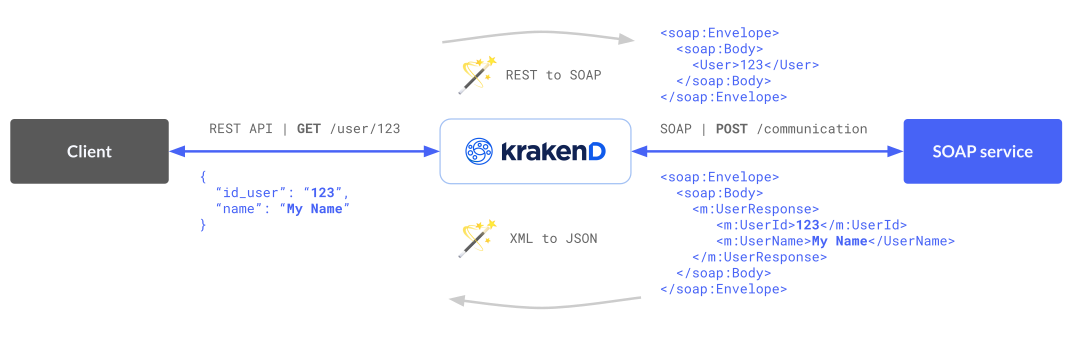 <soap:Envelope>
<soap:Body>
<User>123</User>
</soap:Body>
</soap:Envelope>
REST to SOAP
REST API | GET /user/123
SOAP | POST /communication
Client
krakenD
SOAP service
{
"id_user": “123”,
“name”: “My Name”
}
<soap:Envelope>
<soap:Body>
<m:UserResponse>
<m:UserId>123</m:UserId>
<m:UserName>My Name</UserName>
</m:UserResponse>
</soap:Body>
</soap:Envelope>
XML to JSON